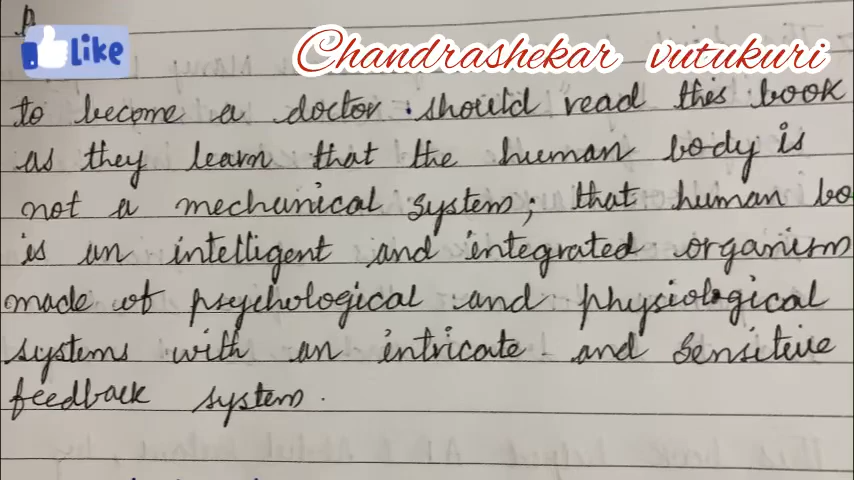 Like
Chandrashekar vutukuri
to become a doctor should read this book
as they learn that the human body is
not a mechanical system; that human bo
is an intelligent and integrated organism
made of psychological and physiological
systems with an intricate and sensitive
feedback system.